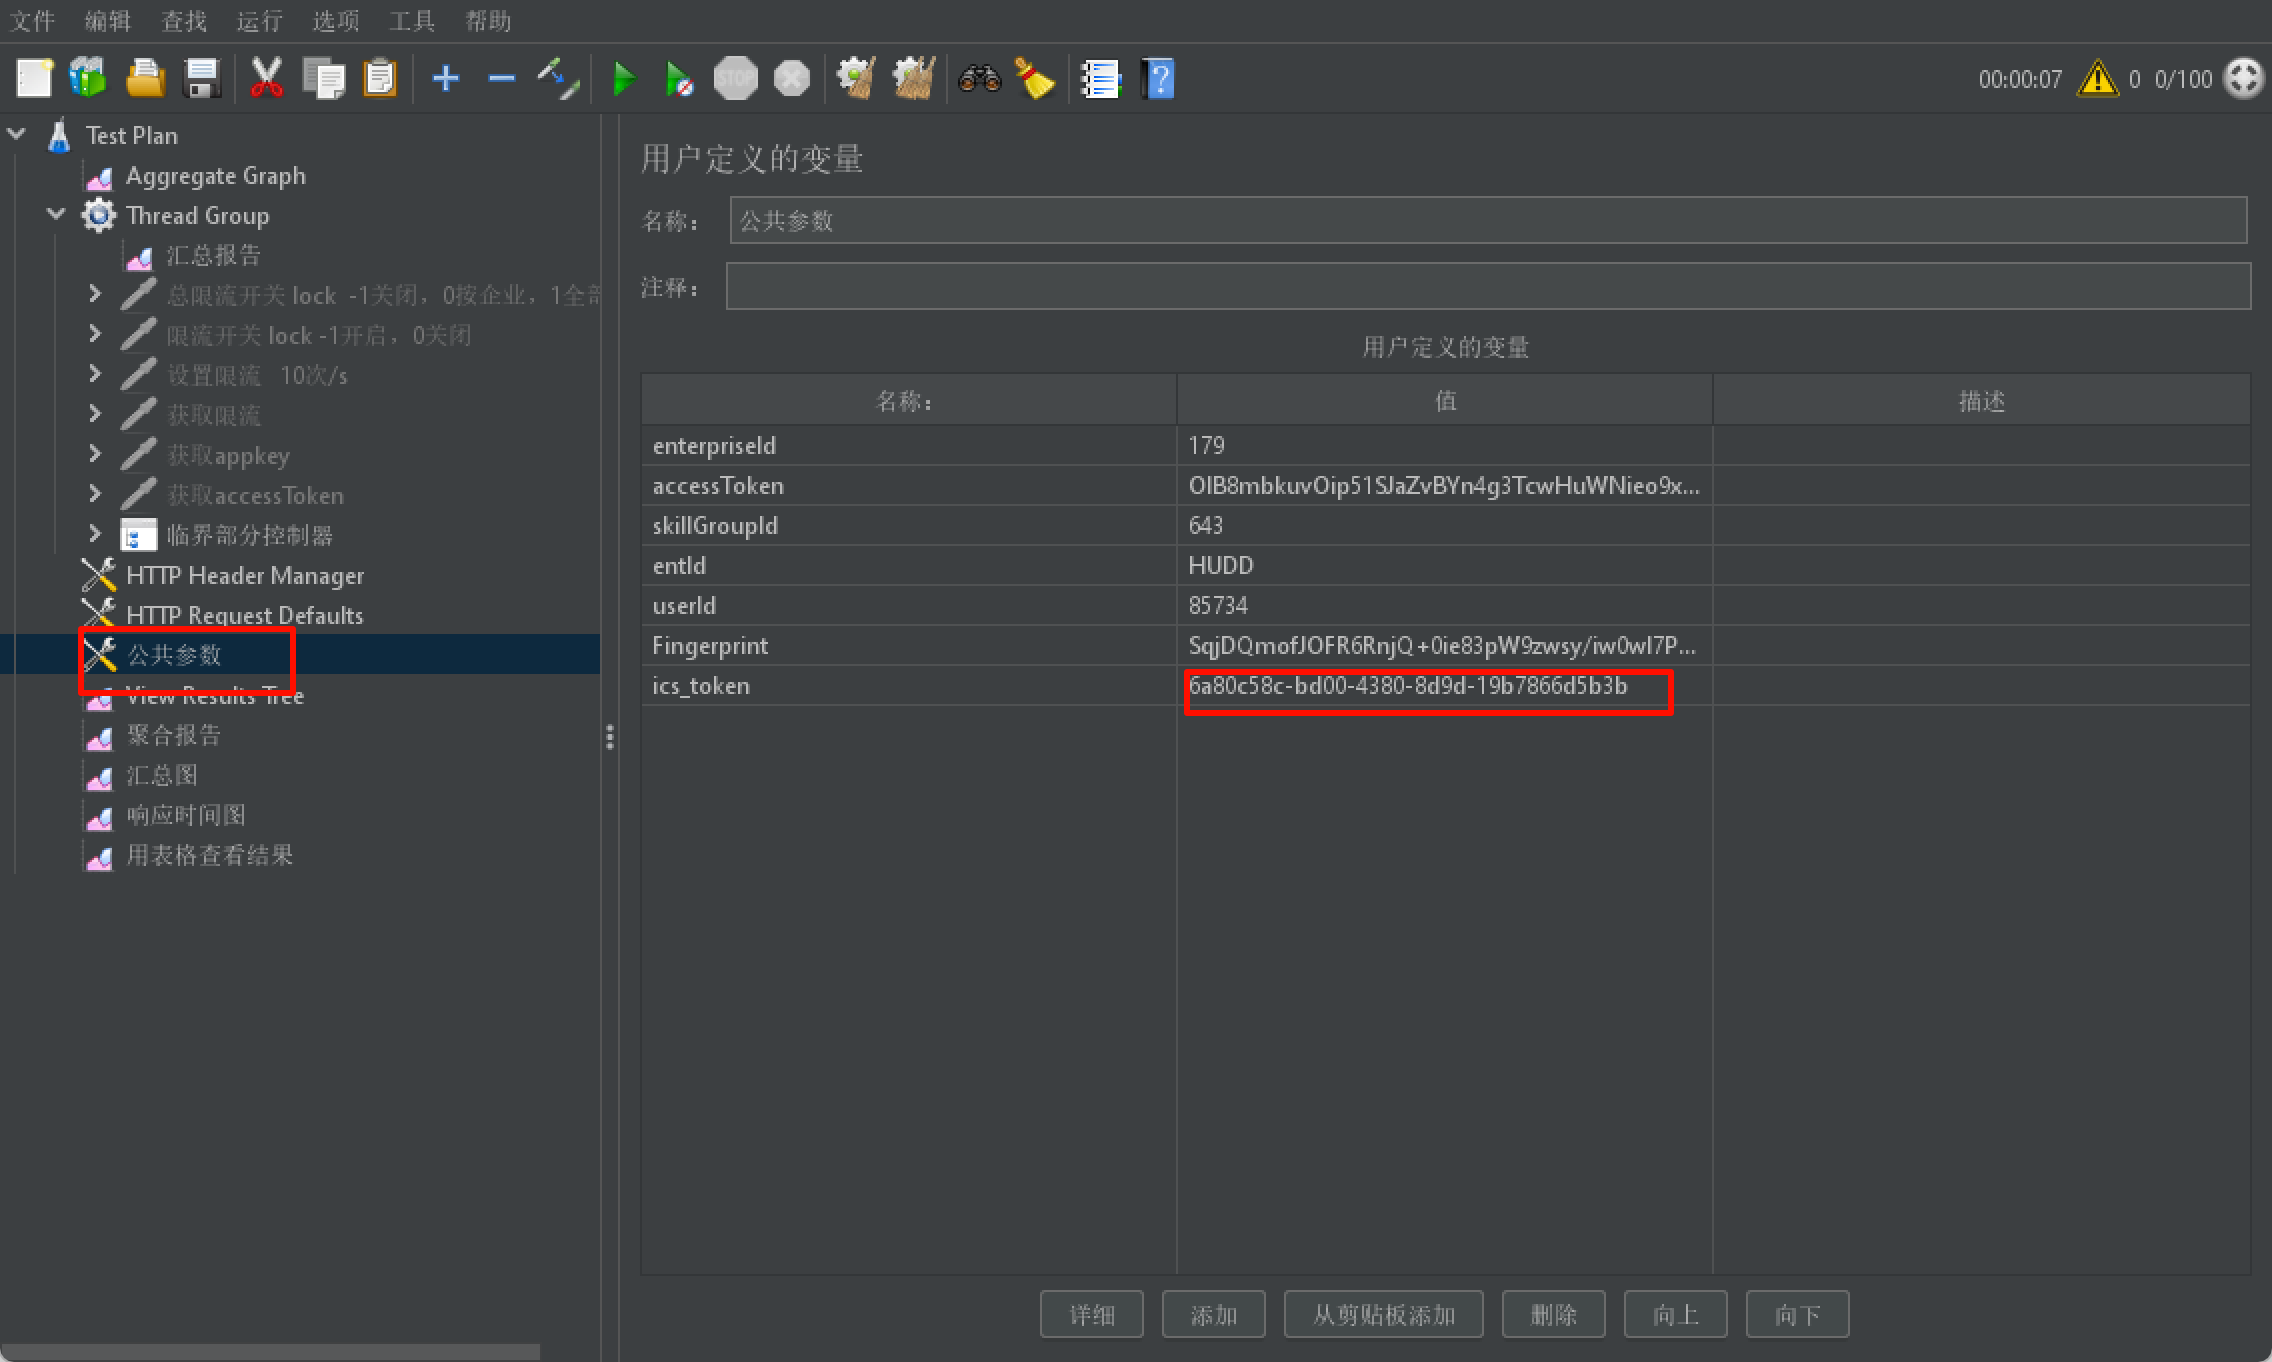 文件 编辑 查找 运行 选项 工具 帮助
STOP
00:00:07 0 0/100
Test Plan
Aggregate Graph
Thread Group
汇总报告
总限流开关 lock -1关闭，0按企业，1全部
限流开关 lock -1开启，0关闭
设置限流 10次/s
获取限流
获取appkey
获取accessToken
临界部分控制器
HTTP Header Manager
HTTP Request Defaults
公共参数
View Results Tree
聚合报告
汇总图
响应时间图
用表格查看结果
用户定义的变量
名称： 公共参数
注释：
用户定义的变量
名称： 值 描述
enterpriseId 179
accessToken OIB8mbkuvOip51SJaZvBYn4g3TcwHuWNieo9x...
skillGroupId 643
entId HUDD
userId 85734
Fingerprint SqjDQmofJOFR6RnjQ+0ie83pW9zwsy/iw0wl7P...
ics_token 6a80c58c-bd00-4380-8d9d-19b7866d5b3b
详细 添加 从剪贴板添加 删除 向上 向下